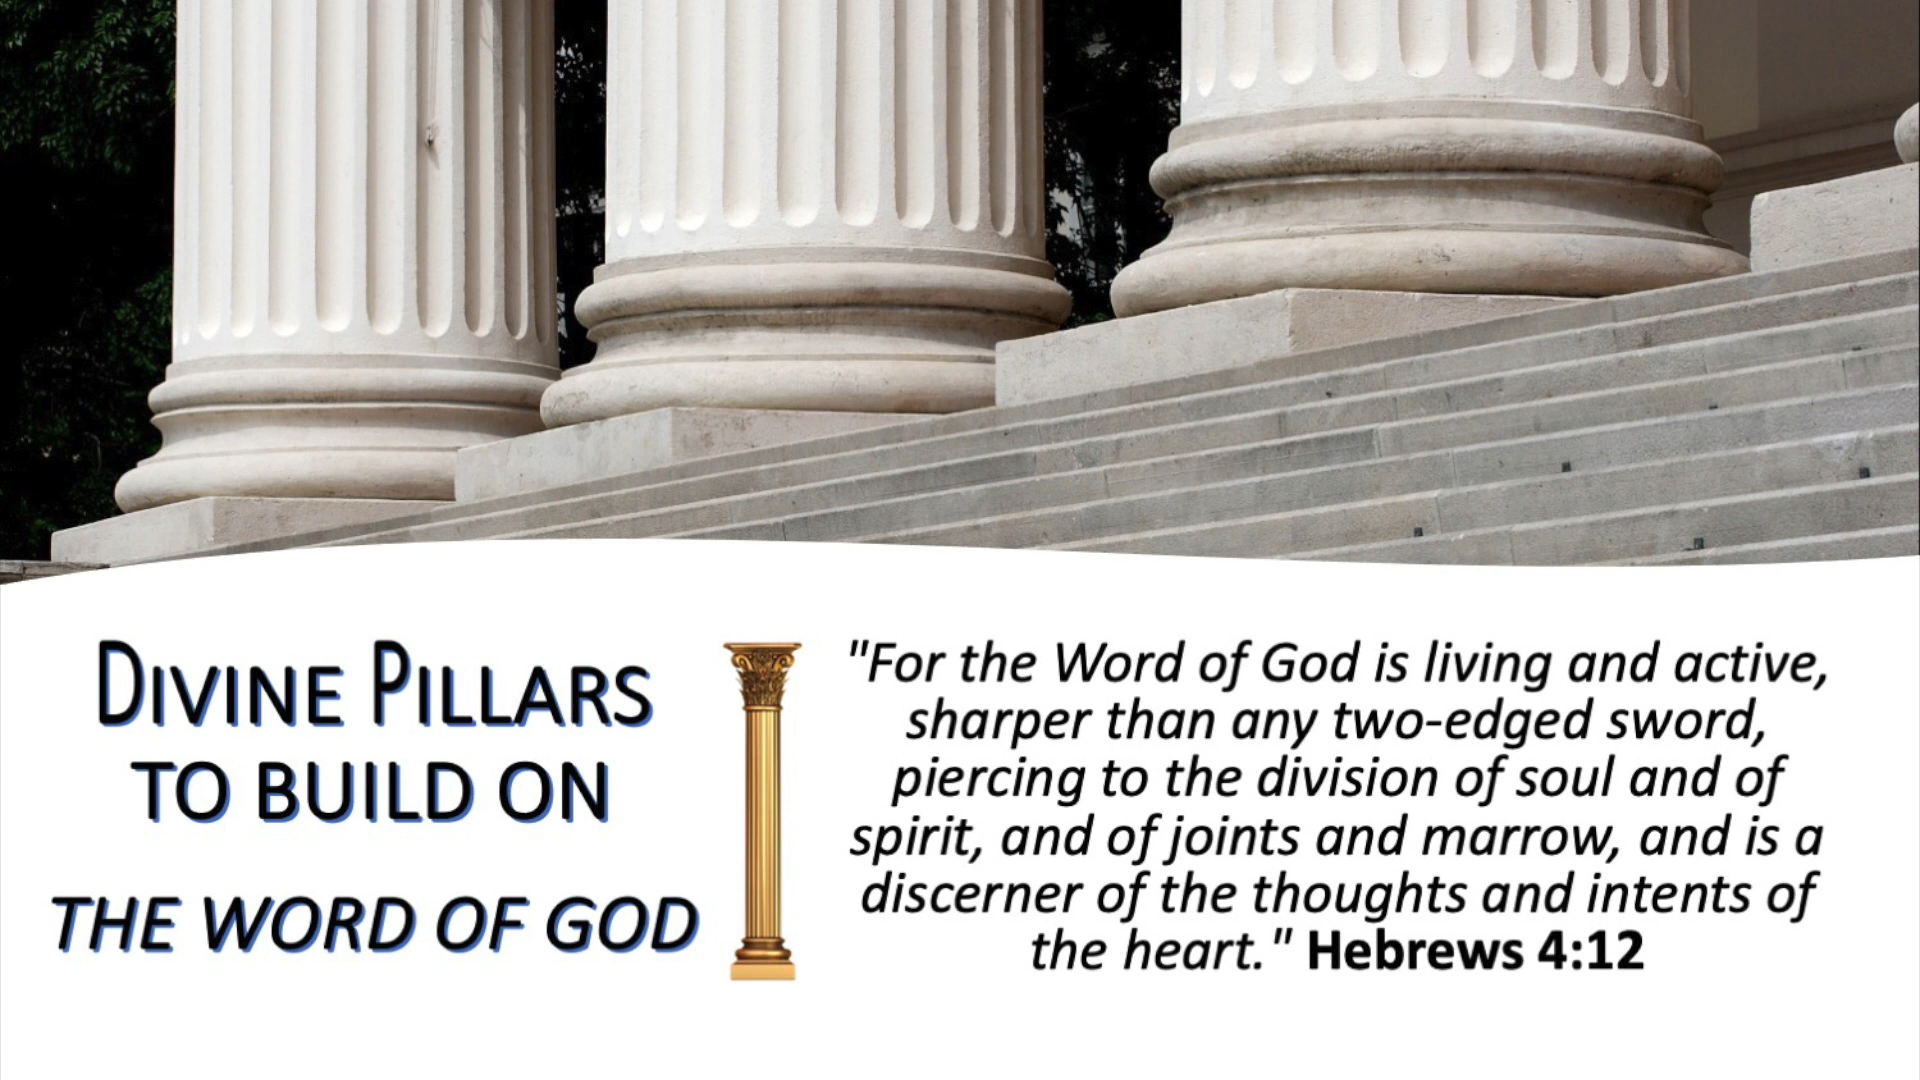 Divine Pillars
to build on
the Word of God
"For the Word of God is living and active,
sharper than any two-edged sword,
piercing to the division of soul and of
spirit, and of joints and marrow, and is a
discerner of the thoughts and intents of
the heart." Hebrews 4:12